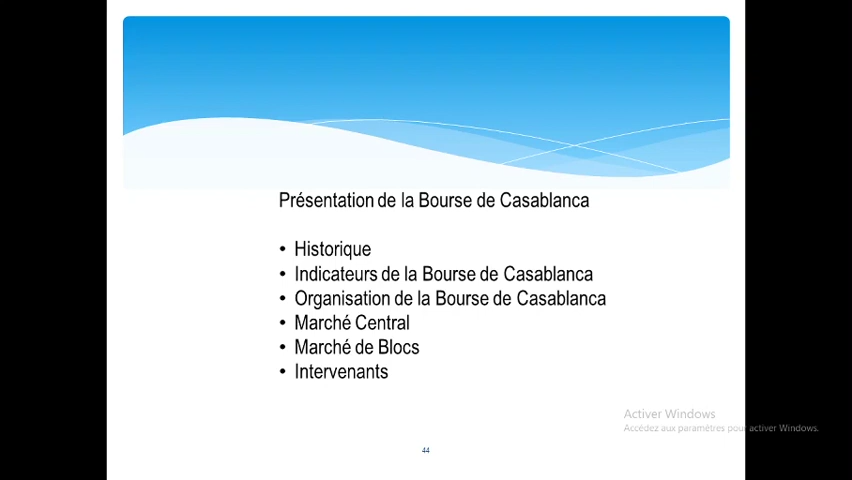 Présentation de la Bourse de Casablanca
• Historique
• Indicateurs de la Bourse de Casablanca
• Organisation de la Bourse de Casablanca
• Marché Central
• Marché de Blocs
• Intervenants
Activer Windows
Accédez aux paramètres pour activer Windows.
44